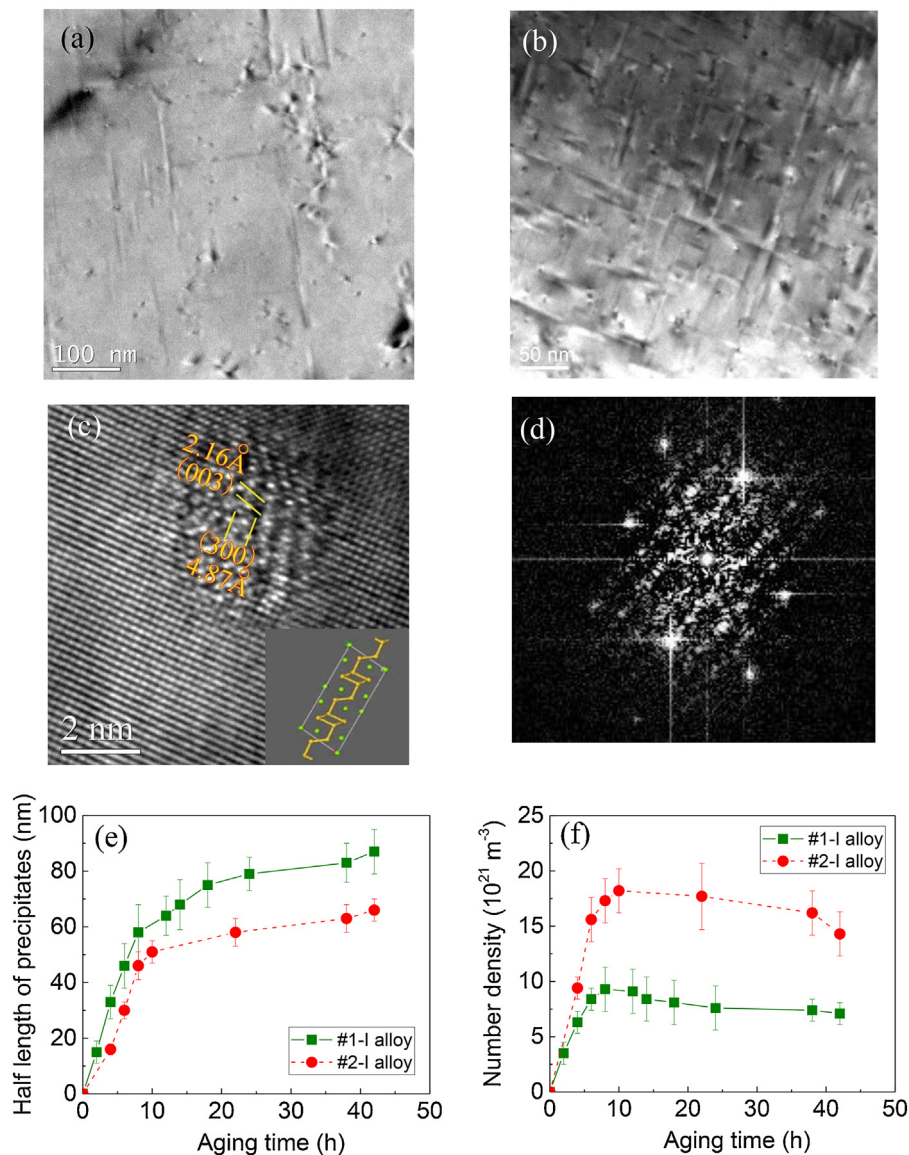 (a)
100 nm
(b)
50 nm
(c)
2.16Å
(003)
(300)
4.87Å
2 nm
(d)
(e)
Half length of precipitates (nm)
100
80
60
40
20
0
0 10 20 30 40 50
Aging time (h)
#1-I alloy
#2-I alloy
(f)
Number density (10²¹ m⁻³)
25
20
15
10
5
0
0 10 20 30 40 50
Aging time (h)
#1-I alloy
#2-I alloy